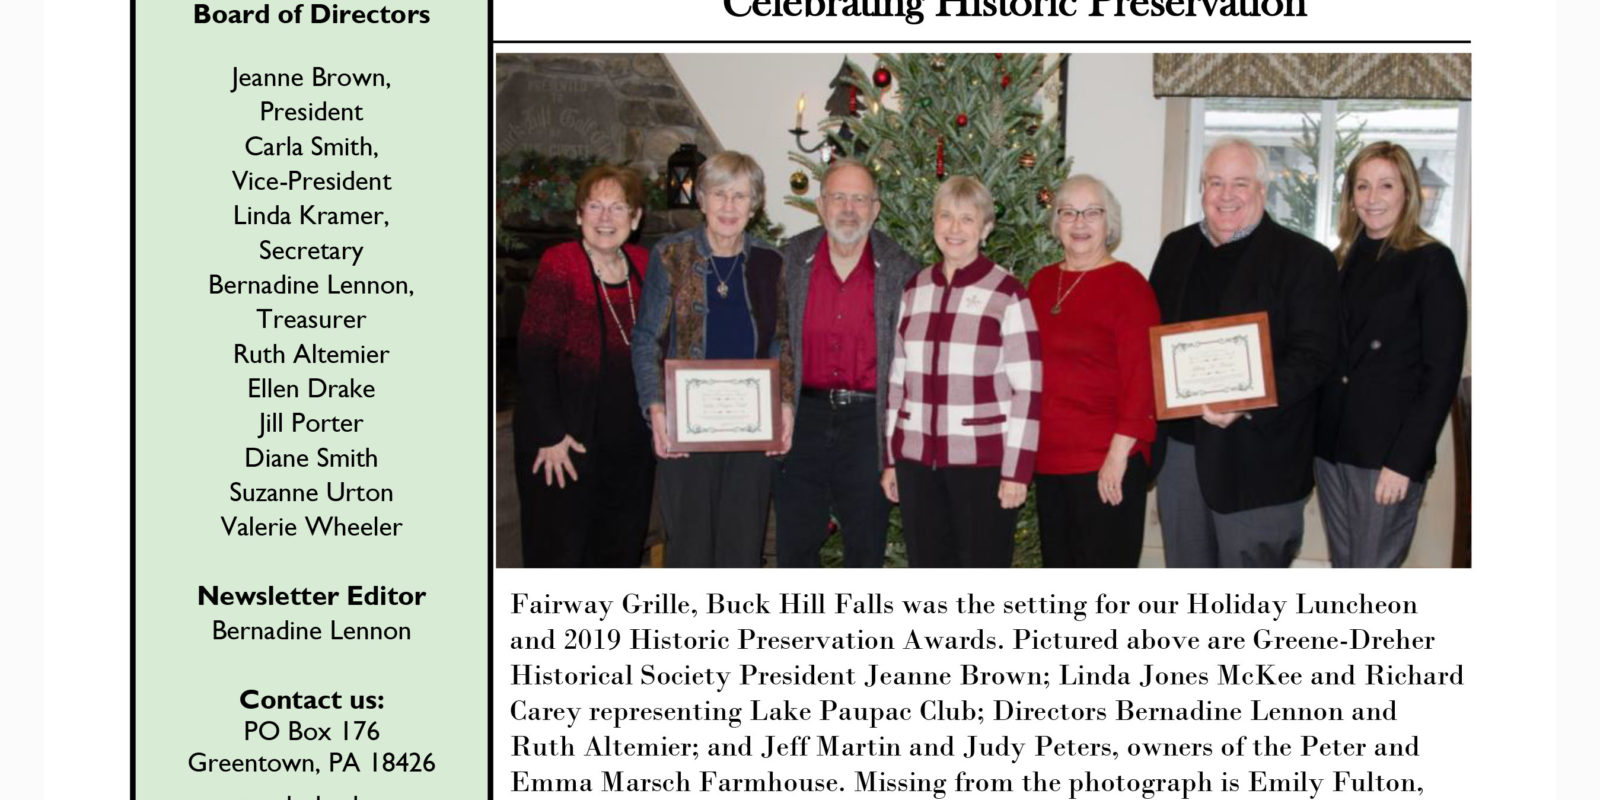 Board of Directors
Jeanne Brown,
President
Carla Smith,
Vice-President
Linda Kramer,
Secretary
Bernadine Lennon,
Treasurer
Ruth Altemier
Ellen Drake
Jill Porter
Diane Smith
Suzanne Urton
Valerie Wheeler
Newsletter Editor
Bernadine Lennon
Contact us:
PO Box 176
Greentown, PA 18426
Celebrating Historic Preservation
PRESENTED
TO
Fairway Grille, Buck Hill Falls was the setting for our Holiday Luncheon
and 2019 Historic Preservation Awards. Pictured above are Greene-Dreher
Historical Society President Jeanne Brown; Linda Jones McKee and Richard
Carey representing Lake Paupac Club; Directors Bernadine Lennon and
Ruth Altemier; and Jeff Martin and Judy Peters, owners of the Peter and
Emma Marsch Farmhouse. Missing from the photograph is Emily Fulton,